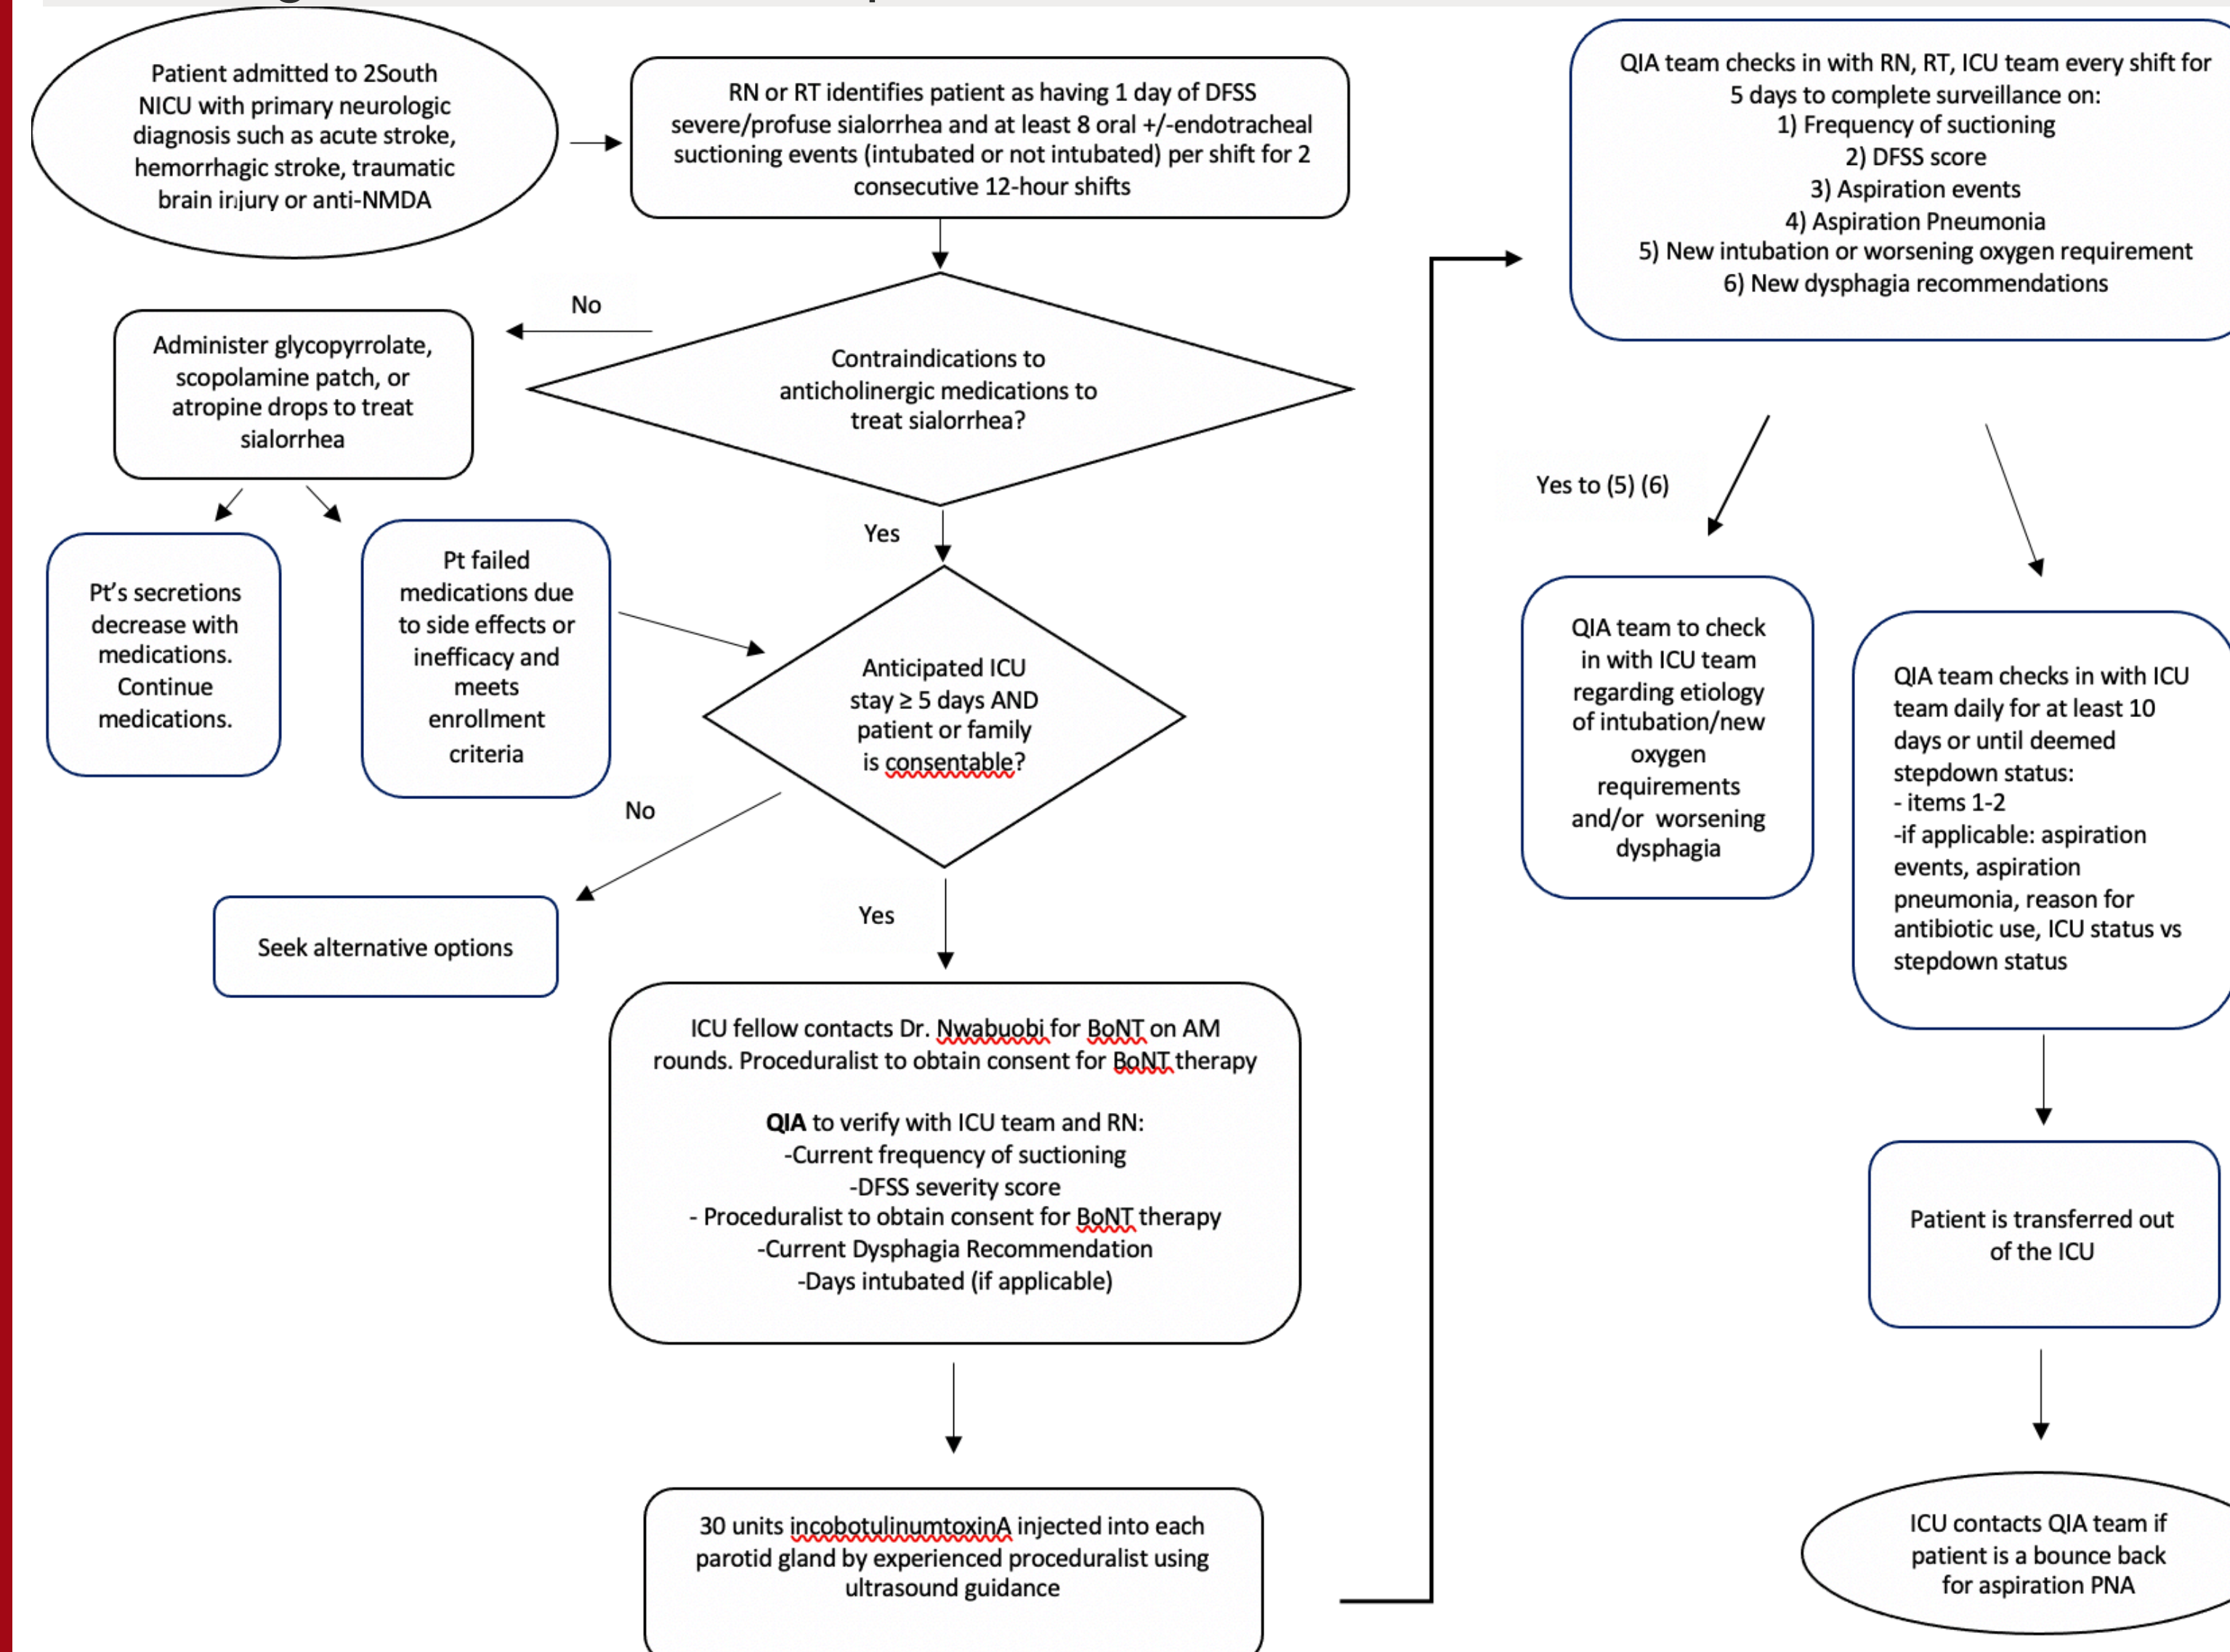 Patient admitted to 2South
NICU with primary neurologic
diagnosis such as acute stroke,
hemorrhagic stroke, traumatic
brain injury or anti-NMDA
RN or RT identifies patient as having 1 day of DFSS
severe/profuse sialorrhea and at least 8 oral +/-endotracheal
suctioning events (intubated or not intubated) per shift for 2
consecutive 12-hour shifts
Contraindications to
anticholinergic medications to
treat sialorrhea?
No
Administer glycopyrrolate,
scopolamine patch, or
atropine drops to treat
sialorrhea
Pt's secretions
decrease with
medications.
Continue
medications.
Pt failed
medications due
to side effects or
inefficacy and
meets
enrollment
criteria
Yes
Anticipated ICU
stay ≥ 5 days AND
patient or family
is consentable?
No
Seek alternative options
Yes
ICU fellow contacts Dr. Nwabuobi for BoNT on AM
rounds. Proceduralist to obtain consent for BoNT therapy
QIA to verify with ICU team and RN:
-Current frequency of suctioning
-DFSS severity score
- Proceduralist to obtain consent for BoNT therapy
-Current Dysphagia Recommendation
-Days intubated (if applicable)
30 units incobotulinumtoxinA injected into each
parotid gland by experienced proceduralist using
ultrasound guidance
QIA team checks in with RN, RT, ICU team every shift for
5 days to complete surveillance on:
1) Frequency of suctioning
2) DFSS score
3) Aspiration events
4) Aspiration Pneumonia
5) New intubation or worsening oxygen requirement
6) New dysphagia recommendations
Yes to (5) (6)
QIA team to check
in with ICU team
regarding etiology
of intubation/new
oxygen
requirements
and/or worsening
dysphagia
QIA team checks in with ICU
team daily for at least 10
days or until deemed
stepdown status:
- items 1-2
-if applicable: aspiration
events, aspiration
pneumonia, reason for
antibiotic use, ICU status vs
stepdown status
Patient is transferred out
of the ICU
ICU contacts QIA team if
patient is a bounce back
for aspiration PNA